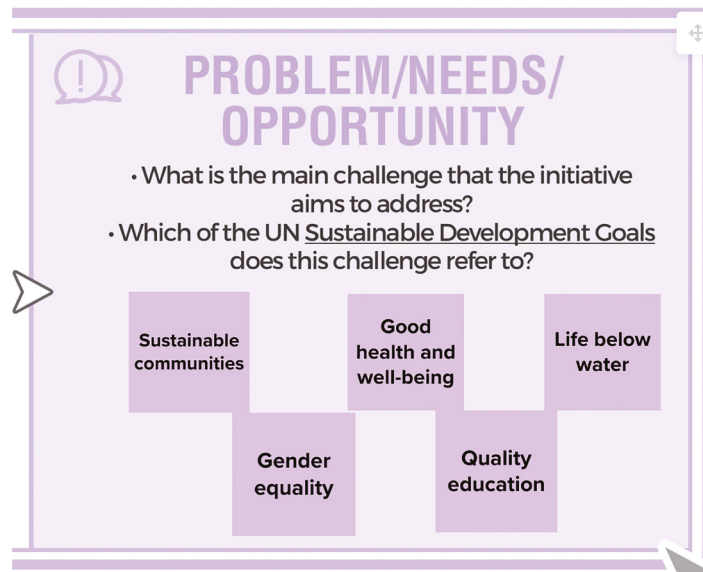 PROBLEM/NEEDS/
OPPORTUNITY
• What is the main challenge that the initiative
aims to address?
• Which of the UN Sustainable Development Goals
does this challenge refer to?
Sustainable
communities
Good
health and
well-being
Life below
water
Gender
equality
Quality
education